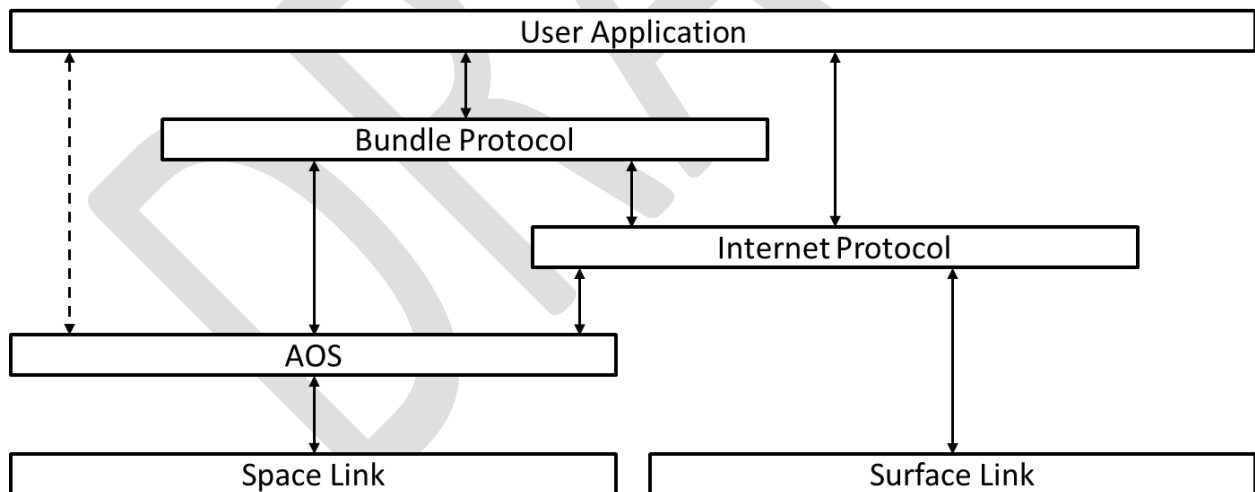 User Application
Bundle Protocol
Internet Protocol
AOS
Space Link
Surface Link